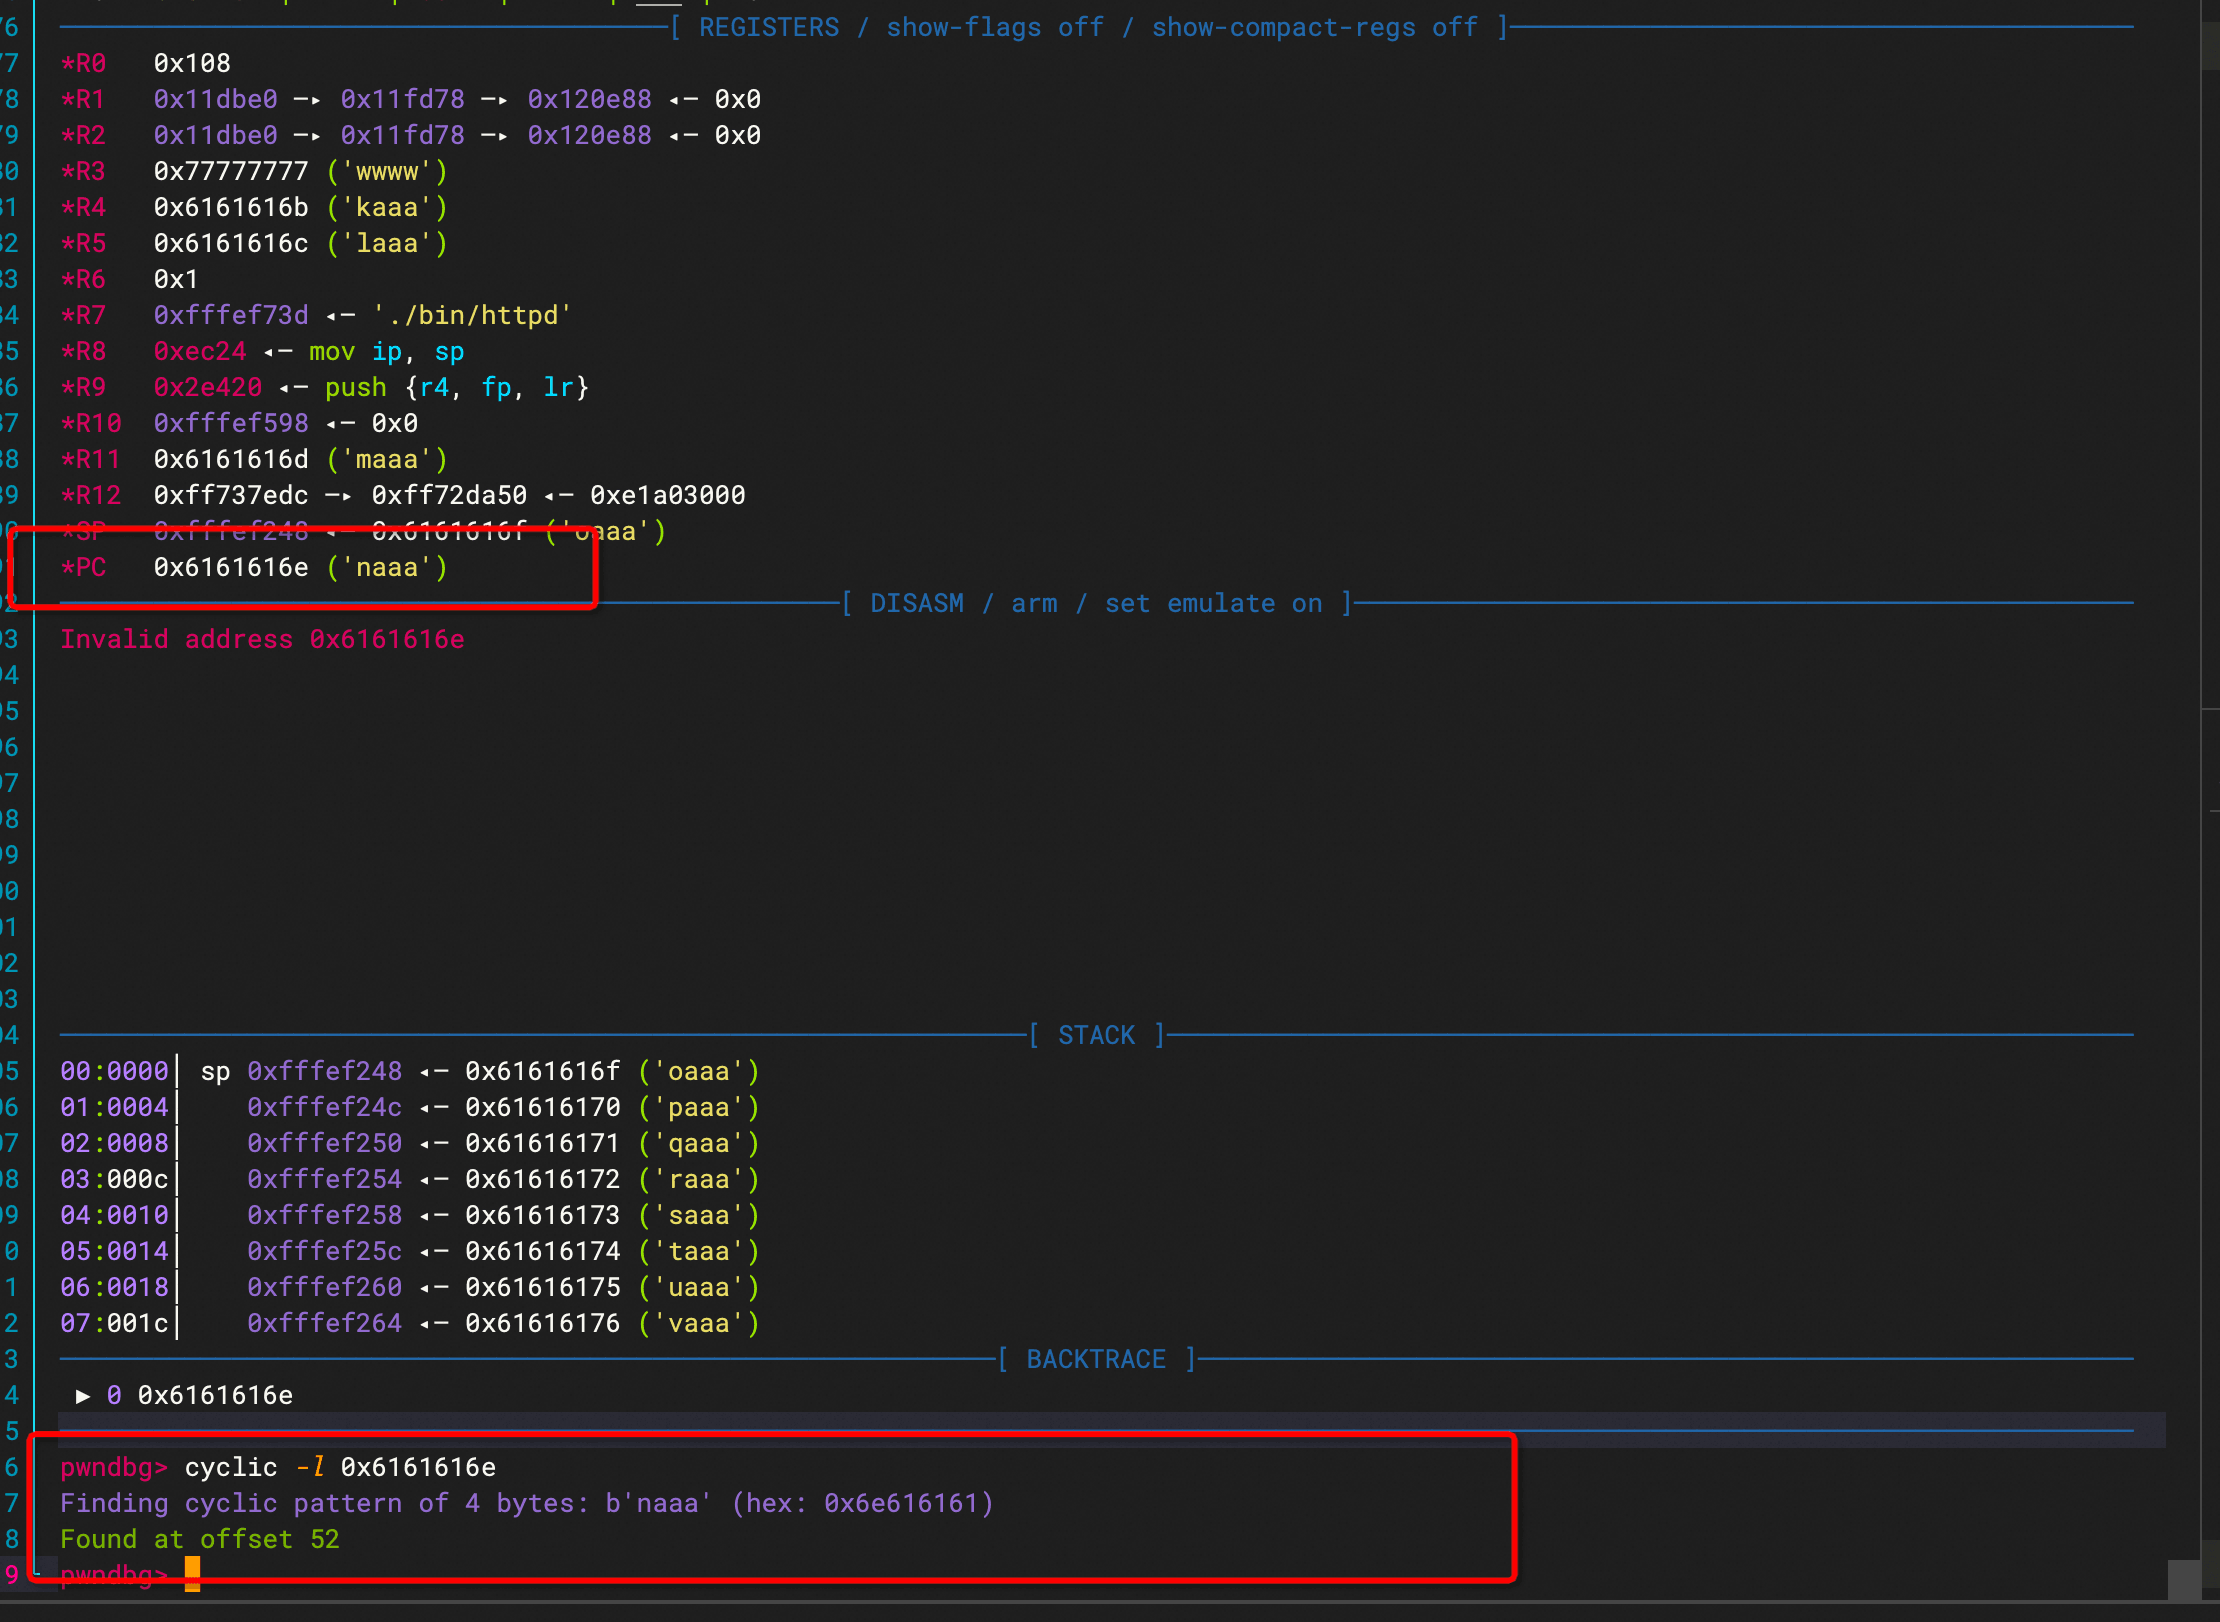 [ REGISTERS / show-flags off / show-compact-regs off ]
*R0 0x108
*R1 0x11dbe0 —▸ 0x11fd78 —▸ 0x120e88 ◂— 0x0
*R2 0x11dbe0 —▸ 0x11fd78 —▸ 0x120e88 ◂— 0x0
*R3 0x77777777 ('wwww')
*R4 0x6161616b ('kaaa')
*R5 0x6161616c ('laaa')
*R6 0x1
*R7 0xfffef73d ◂— './bin/httpd'
*R8 0xec24 ◂— mov ip, sp
*R9 0x2e420 ◂— push {r4, fp, lr}
*R10 0xfffef598 ◂— 0x0
*R11 0x6161616d ('maaa')
*R12 0xff737edc —▸ 0xff72da50 ◂— 0xe1a03000
*SP 0xfffef248 ◂— 0x6161616f ('oaaa')
*PC 0x6161616e ('naaa')
[ DISASM / arm / set emulate on ]
Invalid address 0x6161616e
[ STACK ]
00:0000│ sp 0xfffef248 ◂— 0x6161616f ('oaaa')
01:0004│ 0xfffef24c ◂— 0x61616170 ('paaa')
02:0008│ 0xfffef250 ◂— 0x61616171 ('qaaa')
03:000c│ 0xfffef254 ◂— 0x61616172 ('raaa')
04:0010│ 0xfffef258 ◂— 0x61616173 ('saaa')
05:0014│ 0xfffef25c ◂— 0x61616174 ('taaa')
06:0018│ 0xfffef260 ◂— 0x61616175 ('uaaa')
07:001c│ 0xfffef264 ◂— 0x61616176 ('vaaa')
[ BACKTRACE ]
► 0 0x6161616e
pwndbg> cyclic -l 0x6161616e
Finding cyclic pattern of 4 bytes: b'naaa' (hex: 0x6e616161)
Found at offset 52
pwndbg>